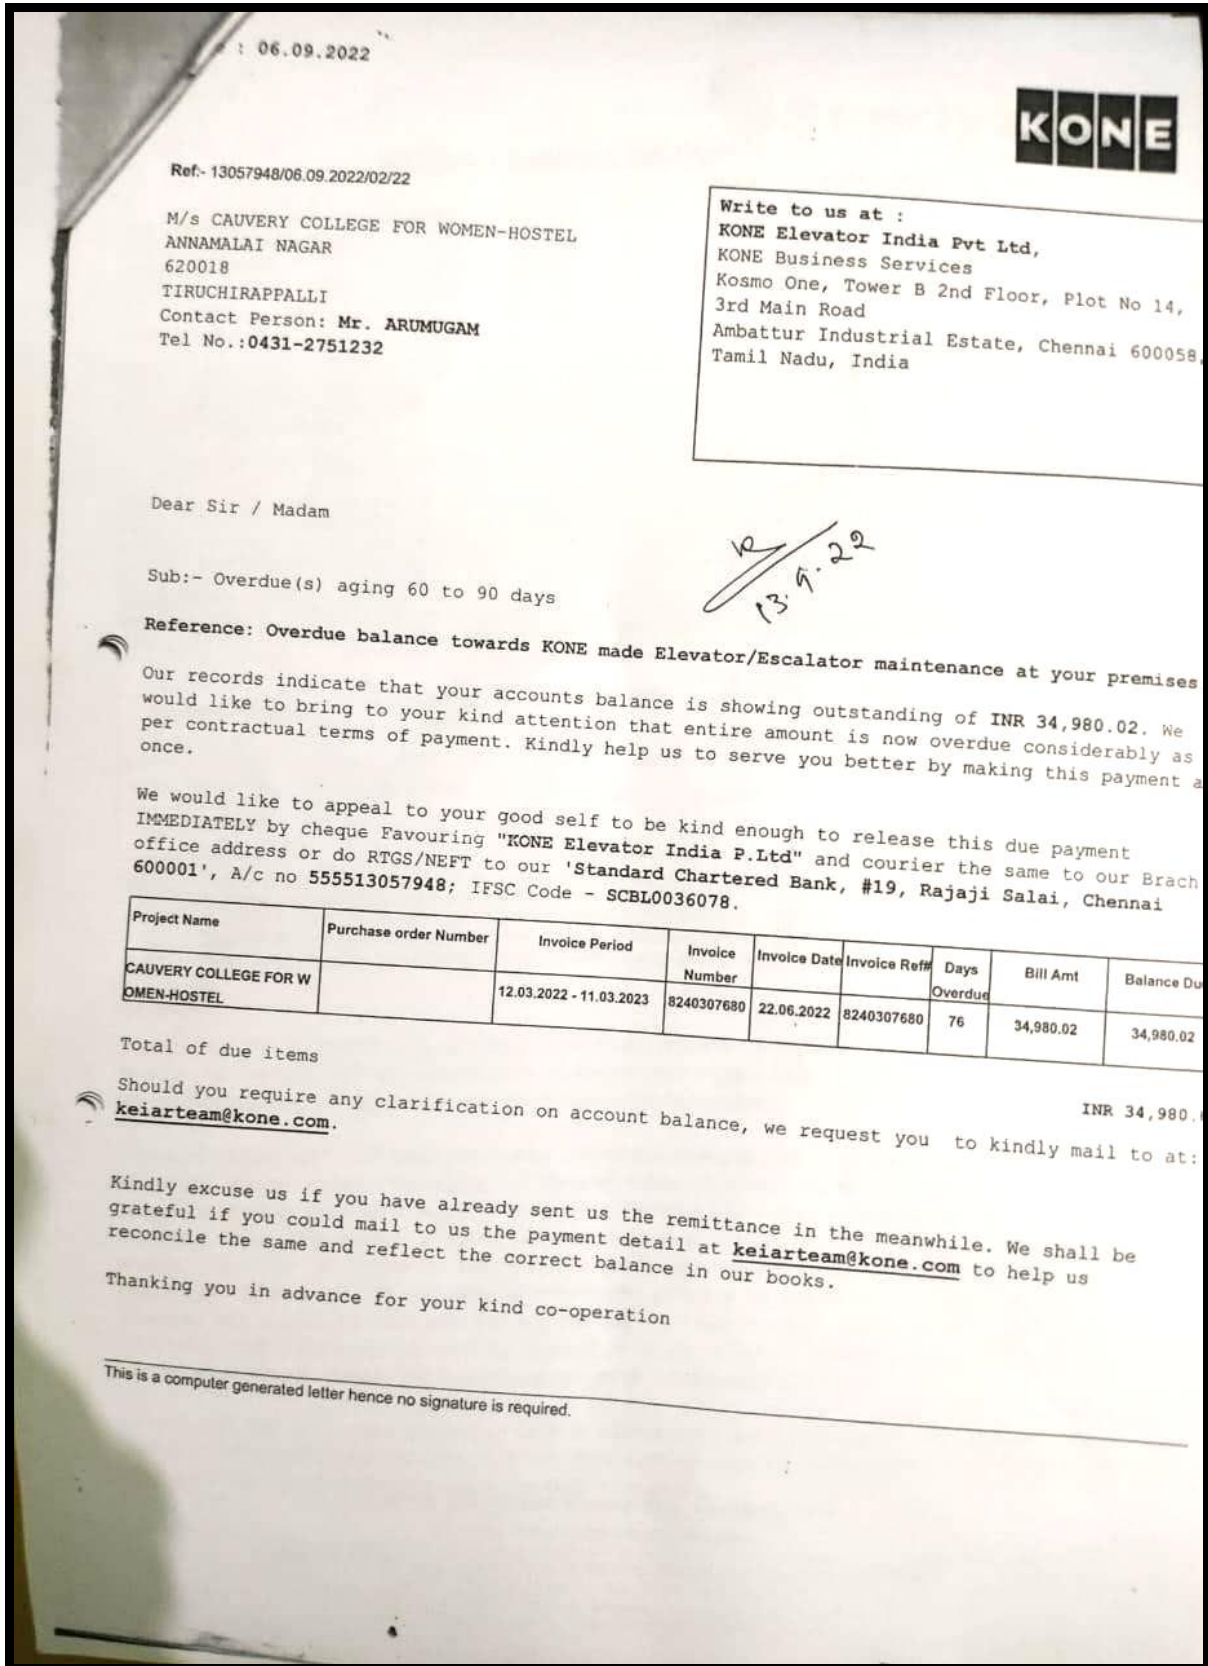 : 06.09.2022
KONE
Ref:- 13057948/06.09.2022/02/22
M/s CAUVERY COLLEGE FOR WOMEN-HOSTEL
ANNAMALAI NAGAR
620018
TIRUCHIRAPPALLI
Contact Person: Mr. ARUMUGAM
Tel No.:0431-2751232
Write to us at :
KONE Elevator India Pvt Ltd,
KONE Business Services
Kosmo One, Tower B 2nd Floor, Plot No 14,
3rd Main Road
Ambattur Industrial Estate, Chennai 600058,
Tamil Nadu, India
Dear Sir / Madam
13.9.22
Sub:- Overdue(s) aging 60 to 90 days
Reference: Overdue balance towards KONE made Elevator/Escalator maintenance at your premises
Our records indicate that your accounts balance is showing outstanding of INR 34,980.02. We
would like to bring to your kind attention that entire amount is now overdue considerably as
per contractual terms of payment. Kindly help us to serve you better by making this payment a
once.
We would like to appeal to your good self to be kind enough to release this due payment
IMMEDIATELY by cheque Favouring "KONE Elevator India P.Ltd" and courier the same to our Brach
office address or do RTGS/NEFT to our 'Standard Chartered Bank, #19, Rajaji Salai, Chennai
600001', A/c no 555513057948; IFSC Code - SCBL0036078.
Project Name Purchase order Number Invoice Period Invoice Number Invoice Date Invoice Ref# Days Overdue Bill Amt Balance Du
CAUVERY COLLEGE FOR W
OMEN-HOSTEL 12.03.2022 - 11.03.2023 8240307680 22.06.2022 8240307680 76 34,980.02 34,980.02
Total of due items
INR 34,980.
Should you require any clarification on account balance, we request you to kindly mail to at:
keiarteam@kone.com.
Kindly excuse us if you have already sent us the remittance in the meanwhile. We shall be
grateful if you could mail to us the payment detail at keiarteam@kone.com to help us
reconcile the same and reflect the correct balance in our books.
Thanking you in advance for your kind co-operation
This is a computer generated letter hence no signature is required.